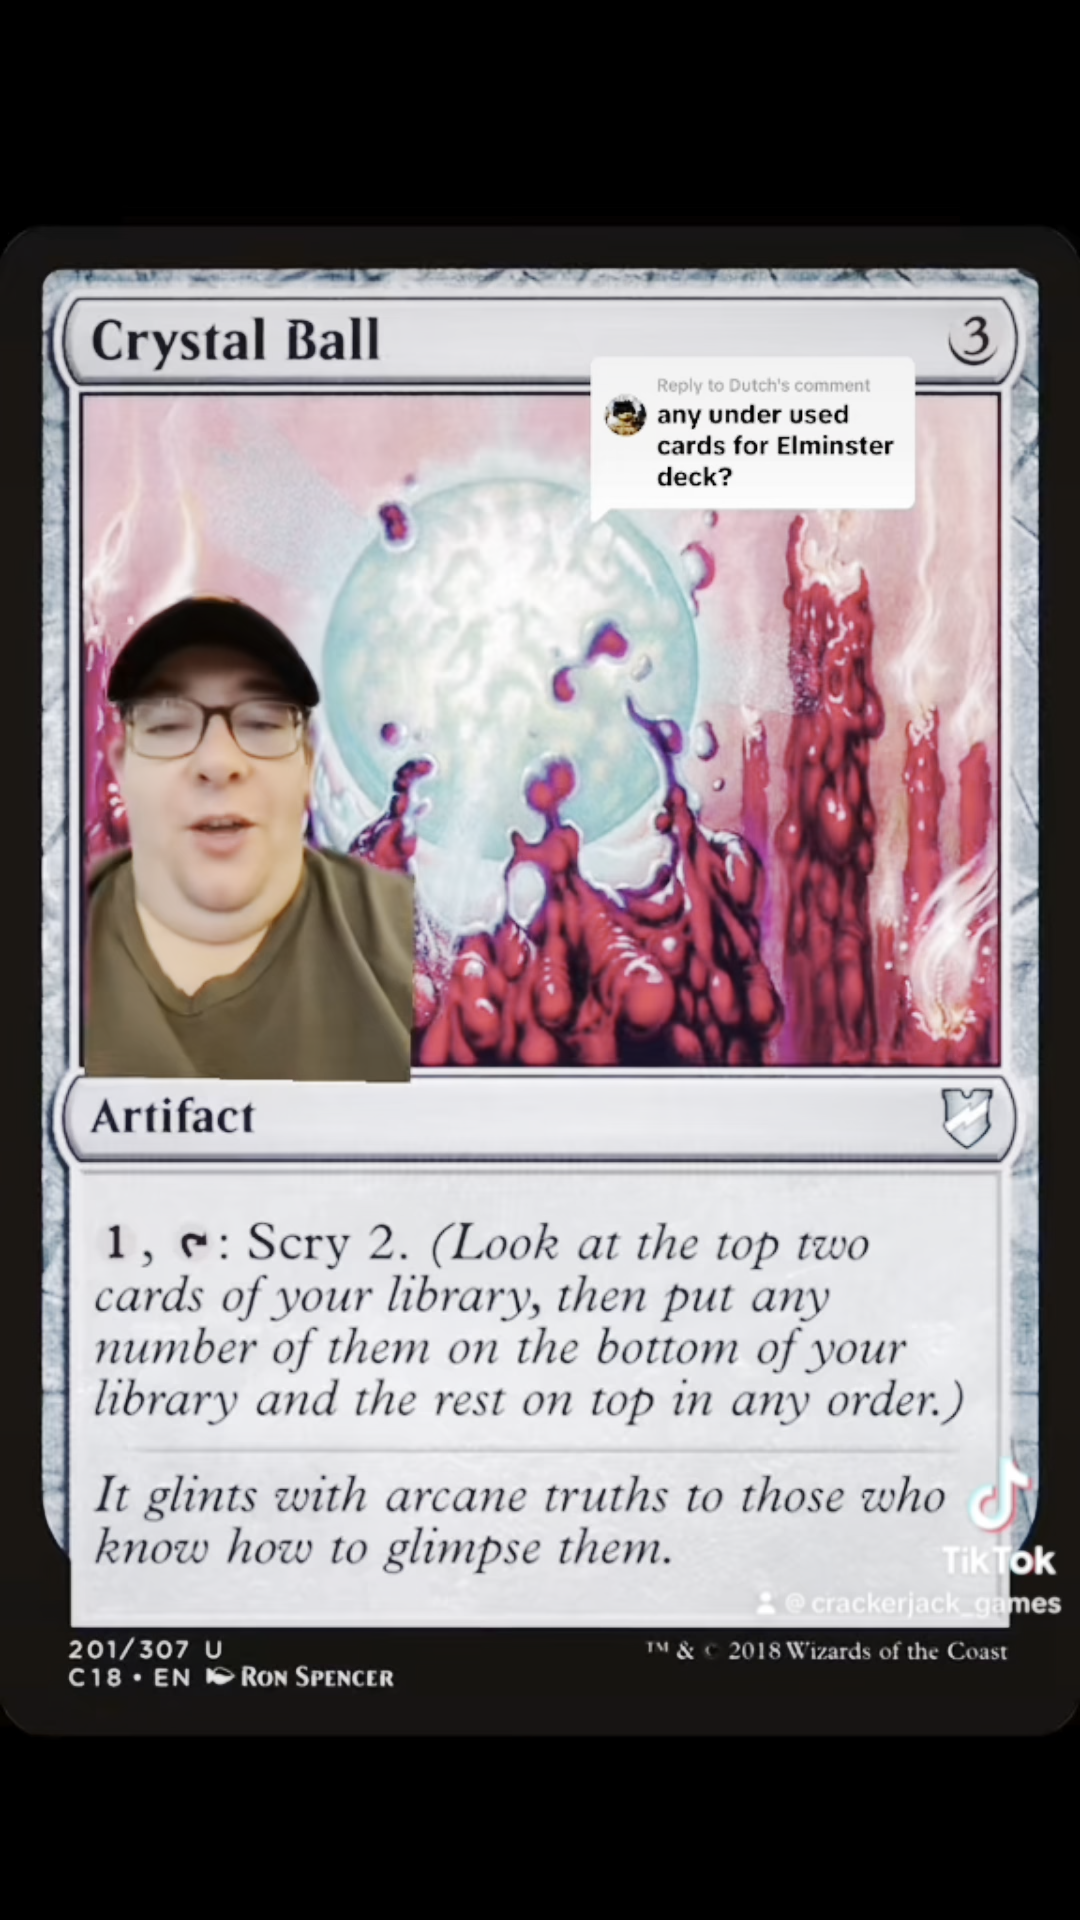 Crystal Ball 3
Reply to Dutch's comment
any under used
cards for Elminster
deck?
Artifact
1, : Scry 2. (Look at the top two
cards of your library, then put any
number of them on the bottom of your
library and the rest on top in any order.)
It glints with arcane truths to those who
know how to glimpse them.
TikTok
@crackerjack_games
201/307 U
C18 • EN Ron Spencer
™ & © 2018 Wizards of the Coast